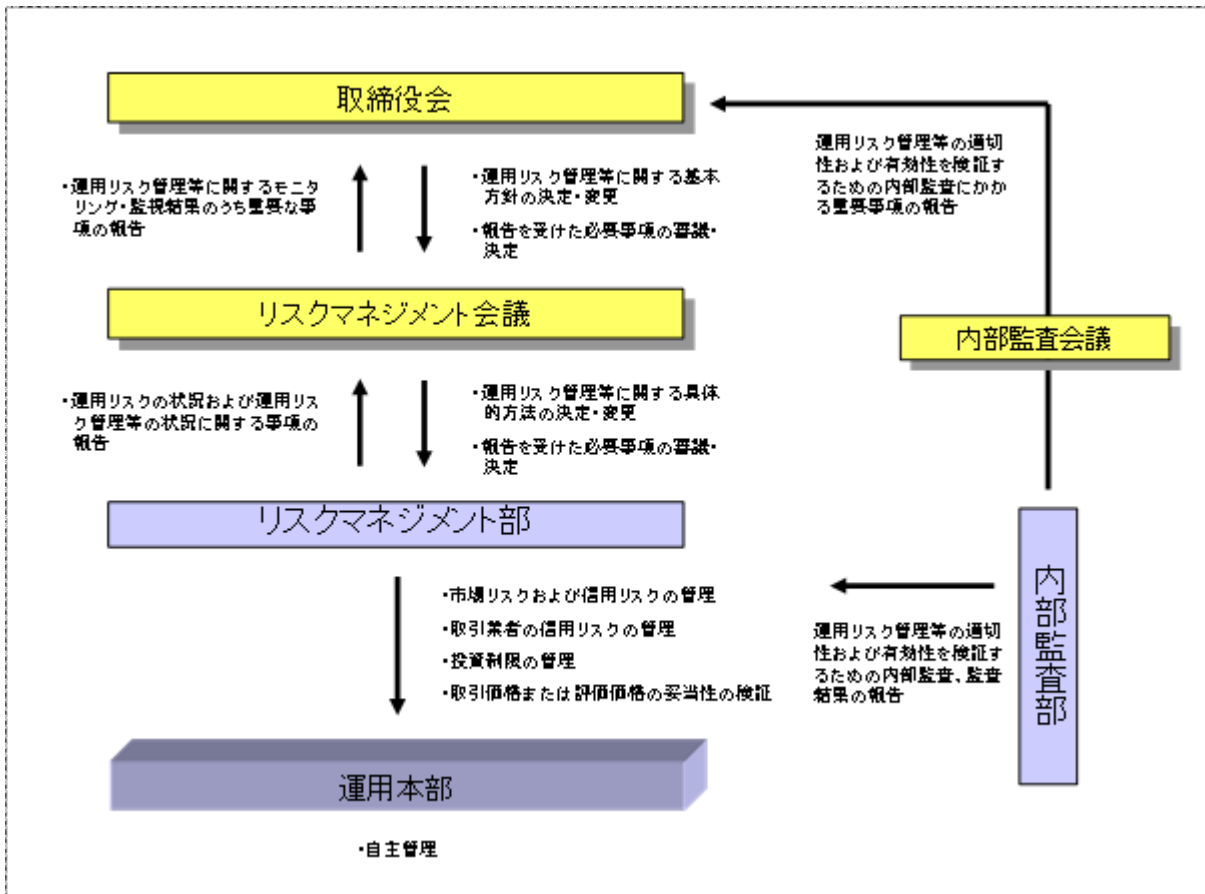 取締役会
・運用リスク管理等に関するモニ
タリング・監視結果のうち重要な事
項の報告
・運用リスク管理等に関する基本
方針の決定・変更
・報告を受けた必要事項の審議・
決定
運用リスク管理等の適切
性および有効性を検証す
るための内部監査にかか
る重要事項の報告
リスクマネジメント会議
内部監査会議
・運用リスクの状況および運用リス
ク管理等の状況に関する事項の
報告
・運用リスク管理等に関する具体
的方法の決定・変更
・報告を受けた必要事項の審議・
決定
リスクマネジメント部
・市場リスクおよび信用リスクの管理
・取引業者の信用リスクの管理
・投資制限の管理
・取引価格または評価価格の妥当性の検証
運用リスク管理等の適切
性および有効性を検証す
るための内部監査、監査
結果の報告
内部監査部
運用本部
・自主管理